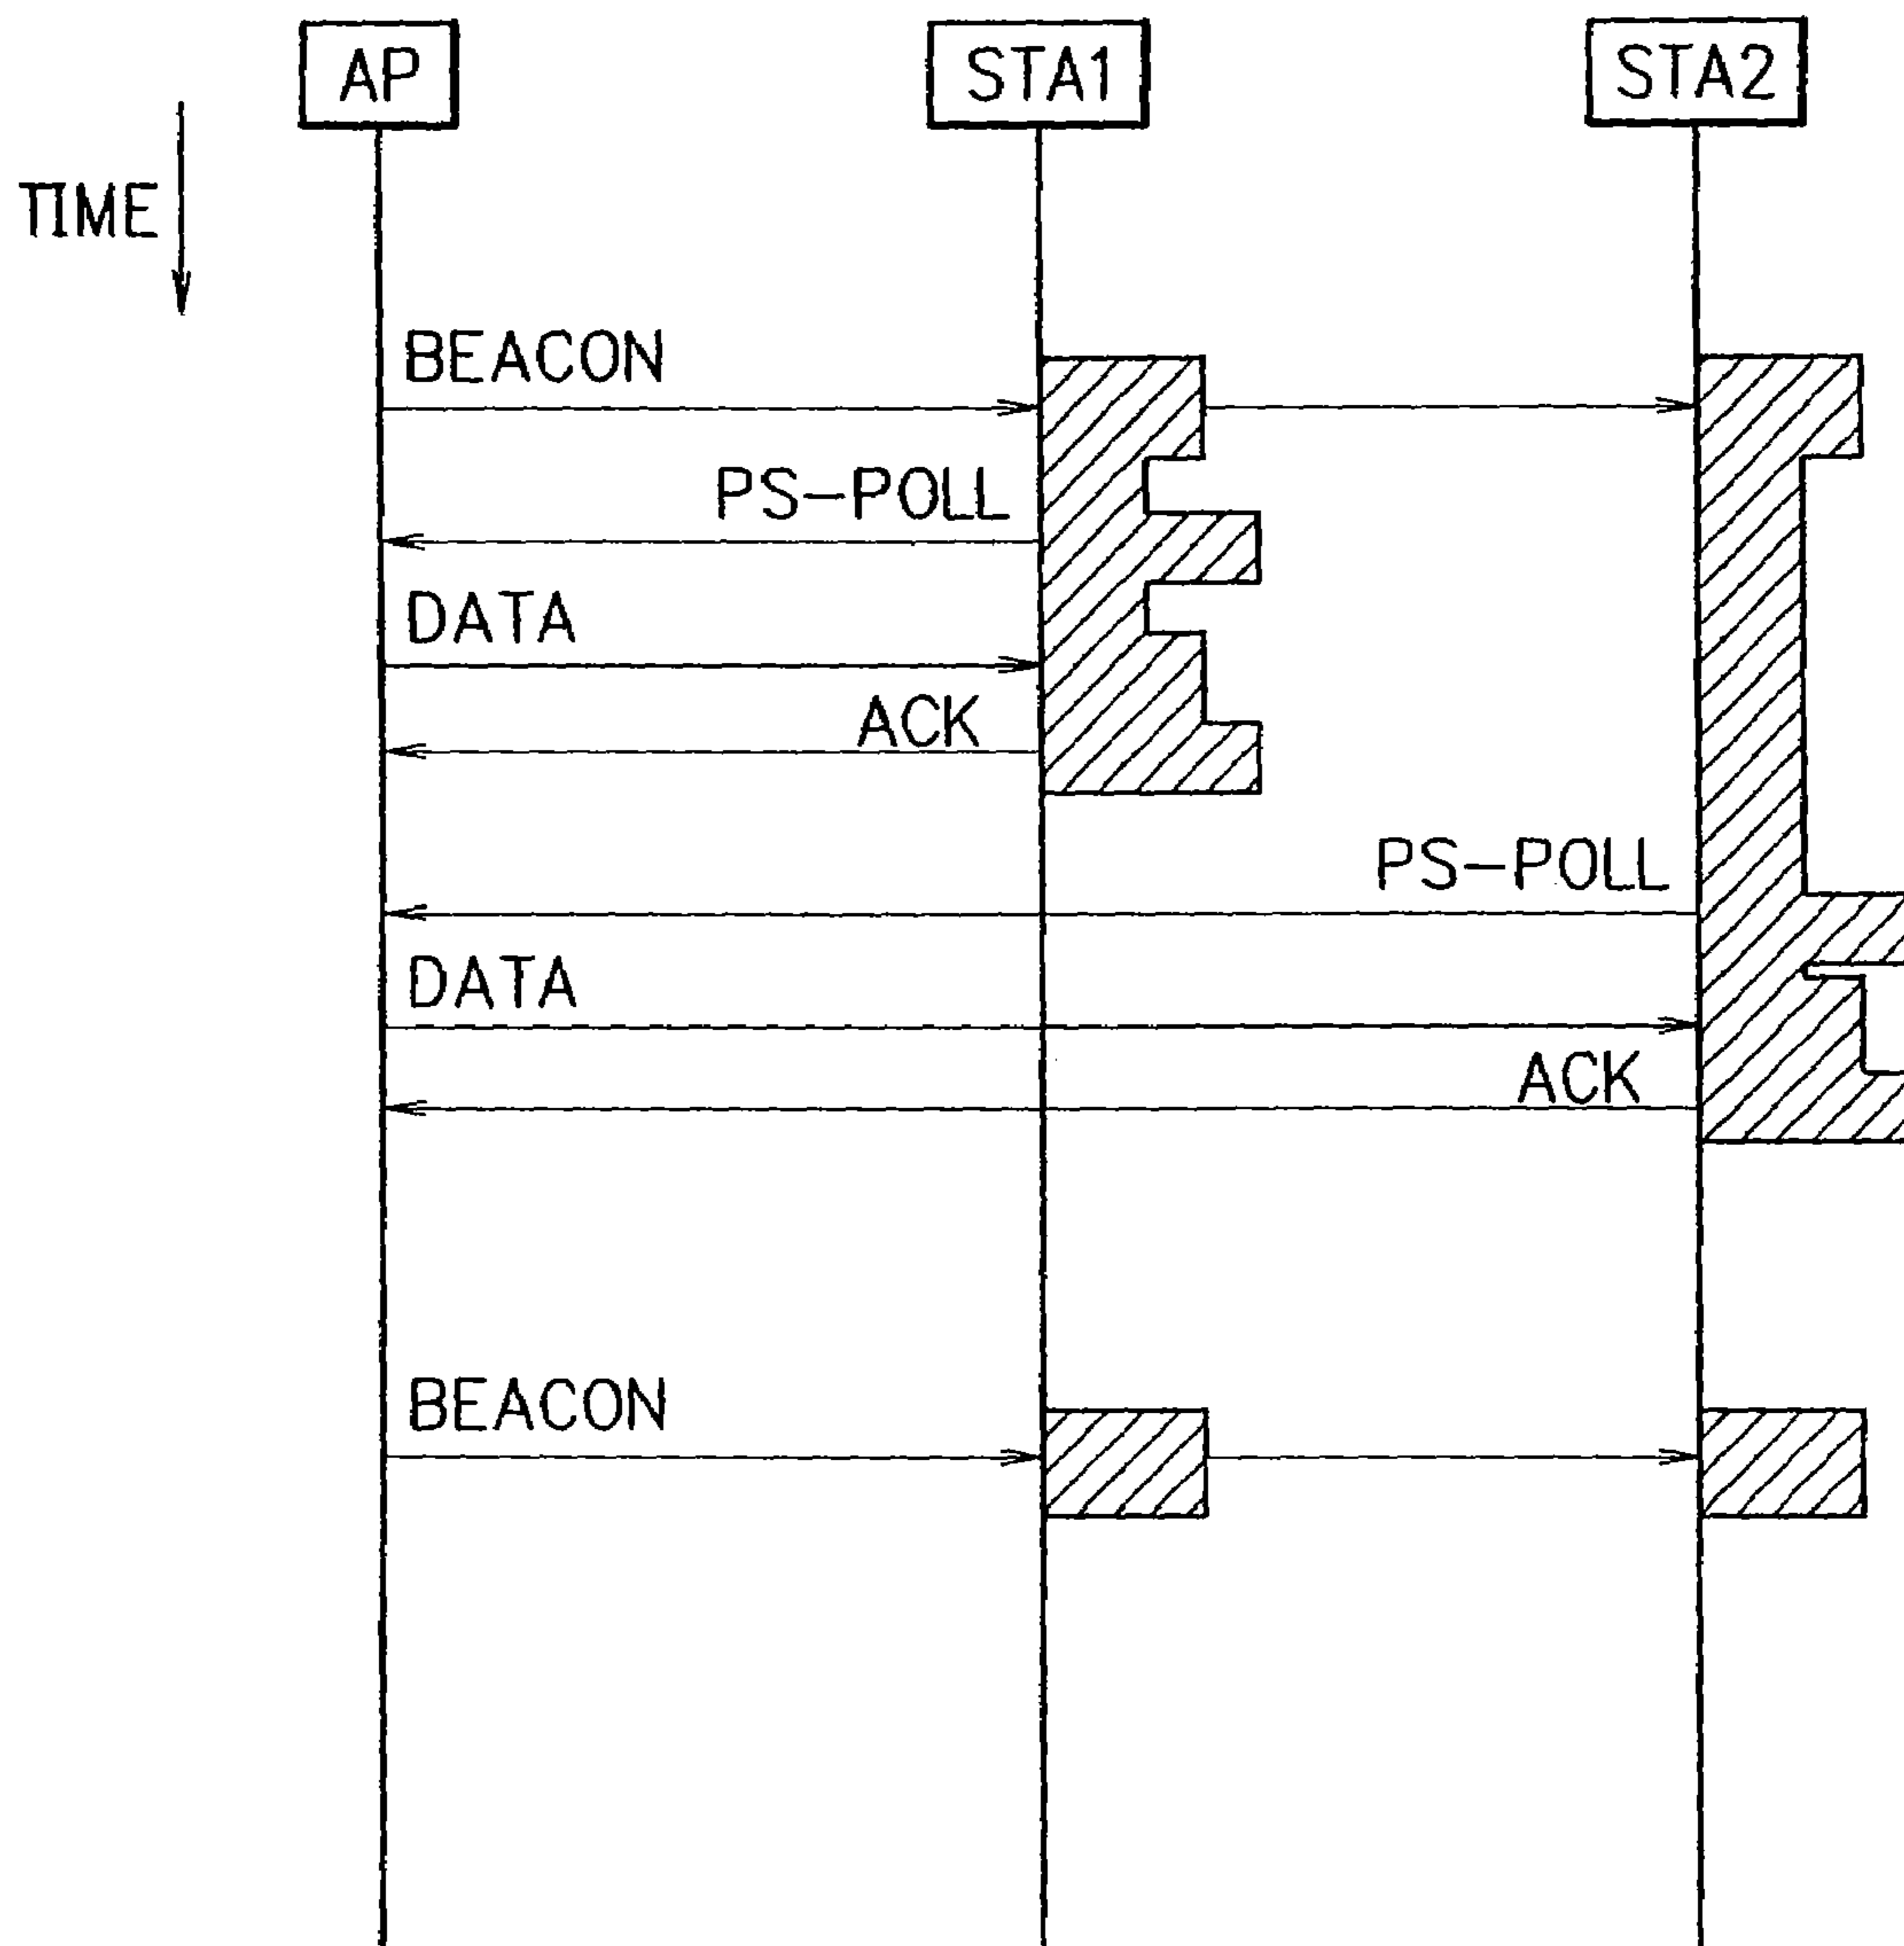 AP
STA1
STA2
TIME
BEACON
PS-POLL
DATA
ACK
PS-POLL
DATA
ACK
BEACON